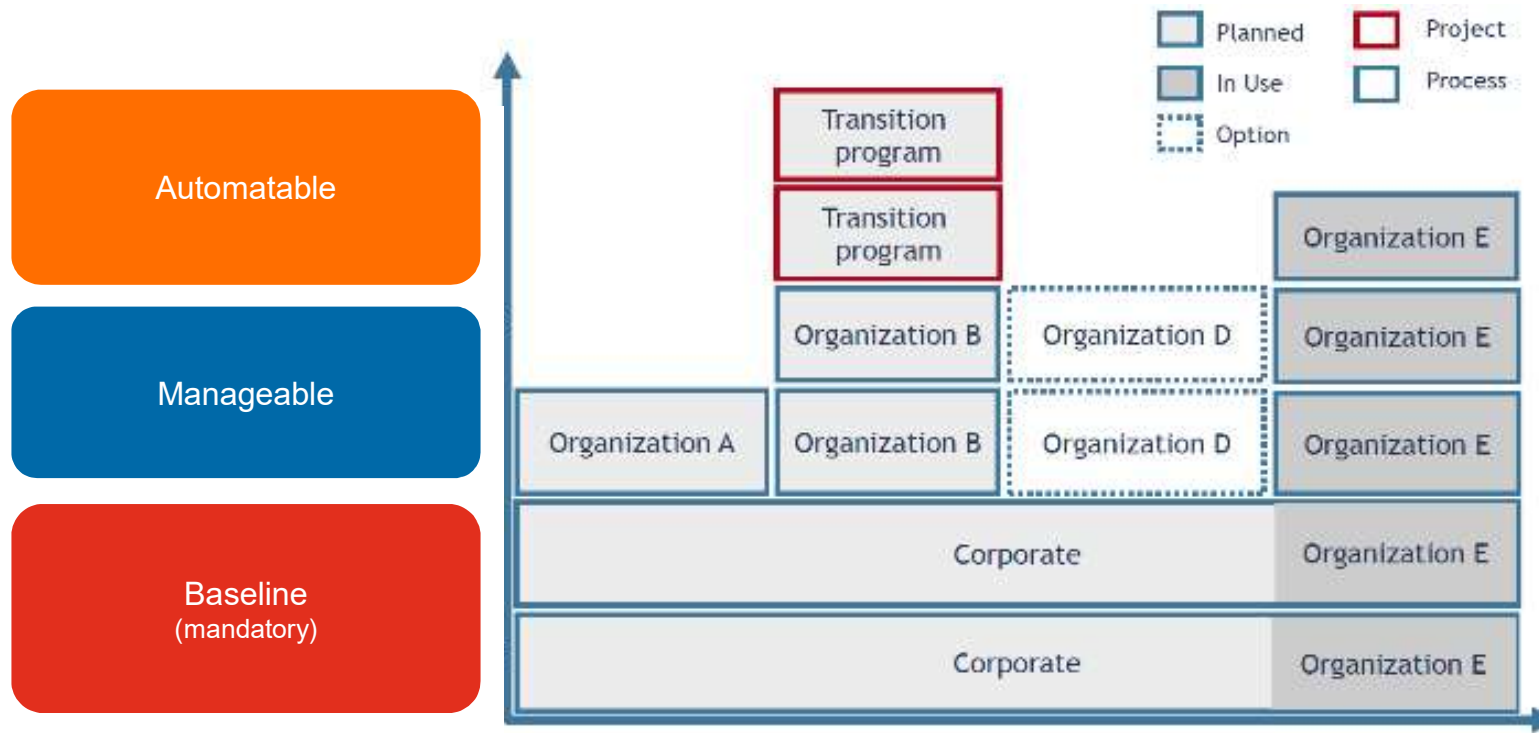 Planned
Project
In Use
Process
Option
Automatable
Transition
program
Transition
program
Organization E
Manageable
Organization B
Organization D
Organization E
Organization A
Organization B
Organization D
Organization E
Baseline
(mandatory)
Corporate
Organization E
Corporate
Organization E